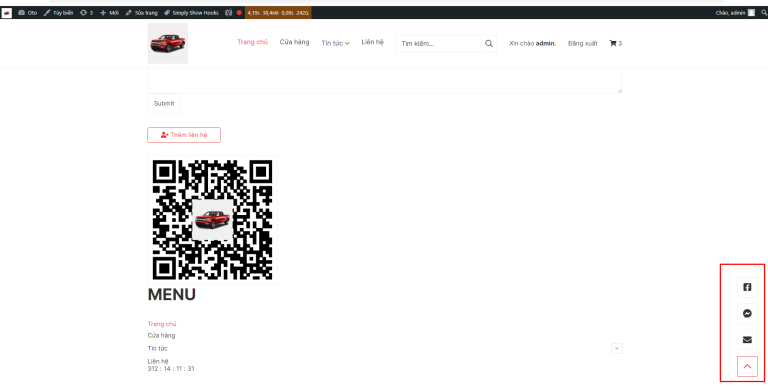 Oto Tùy biến 3 Mới Sửa trang Simply Show Hooks 4,19s 38,4MB 0,09s 242Q Chào, admin
Trang chủ Cửa hàng Tin tức Liên hệ Tìm kiếm... Xin chào admin. Đăng xuất 3
Submit
Thêm liên hệ
MENU
Trang chủ
Cửa hàng
Tin tức
Liên hệ
312 : 14 : 11 : 31